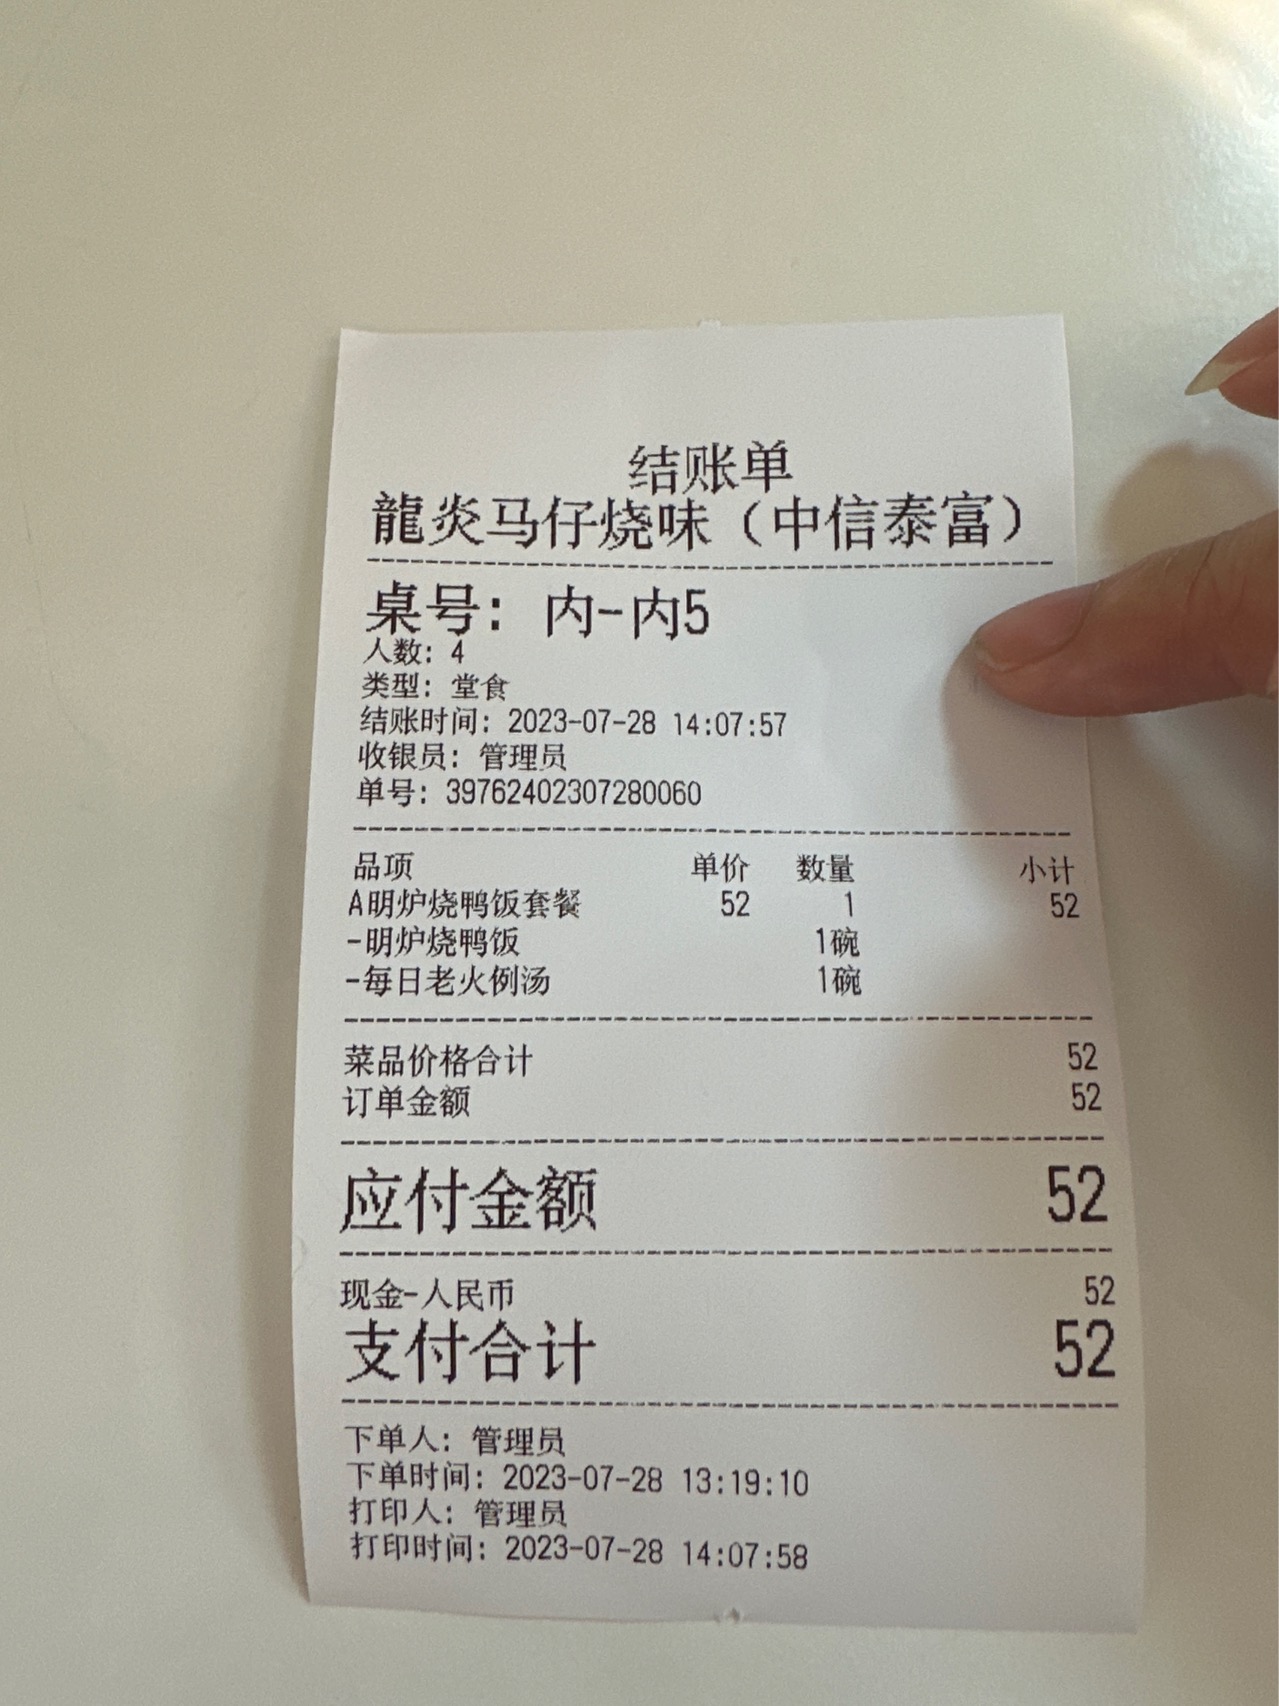 结账单
龍炎马仔烧味（中信泰富）
桌号：内-内5
人数：4
类型：堂食
结账时间：2023-07-28 14:07:57
收银员：管理员
单号：39762402307280060
品项 单价 数量 小计
A明炉烧鸭饭套餐 52 1 52
-明炉烧鸭饭 1碗
-每日老火例汤 1碗
菜品价格合计 52
订单金额 52
应付金额 52
现金-人民币 52
支付合计 52
下单人：管理员
下单时间：2023-07-28 13:19:10
打印人：管理员
打印时间：2023-07-28 14:07:58